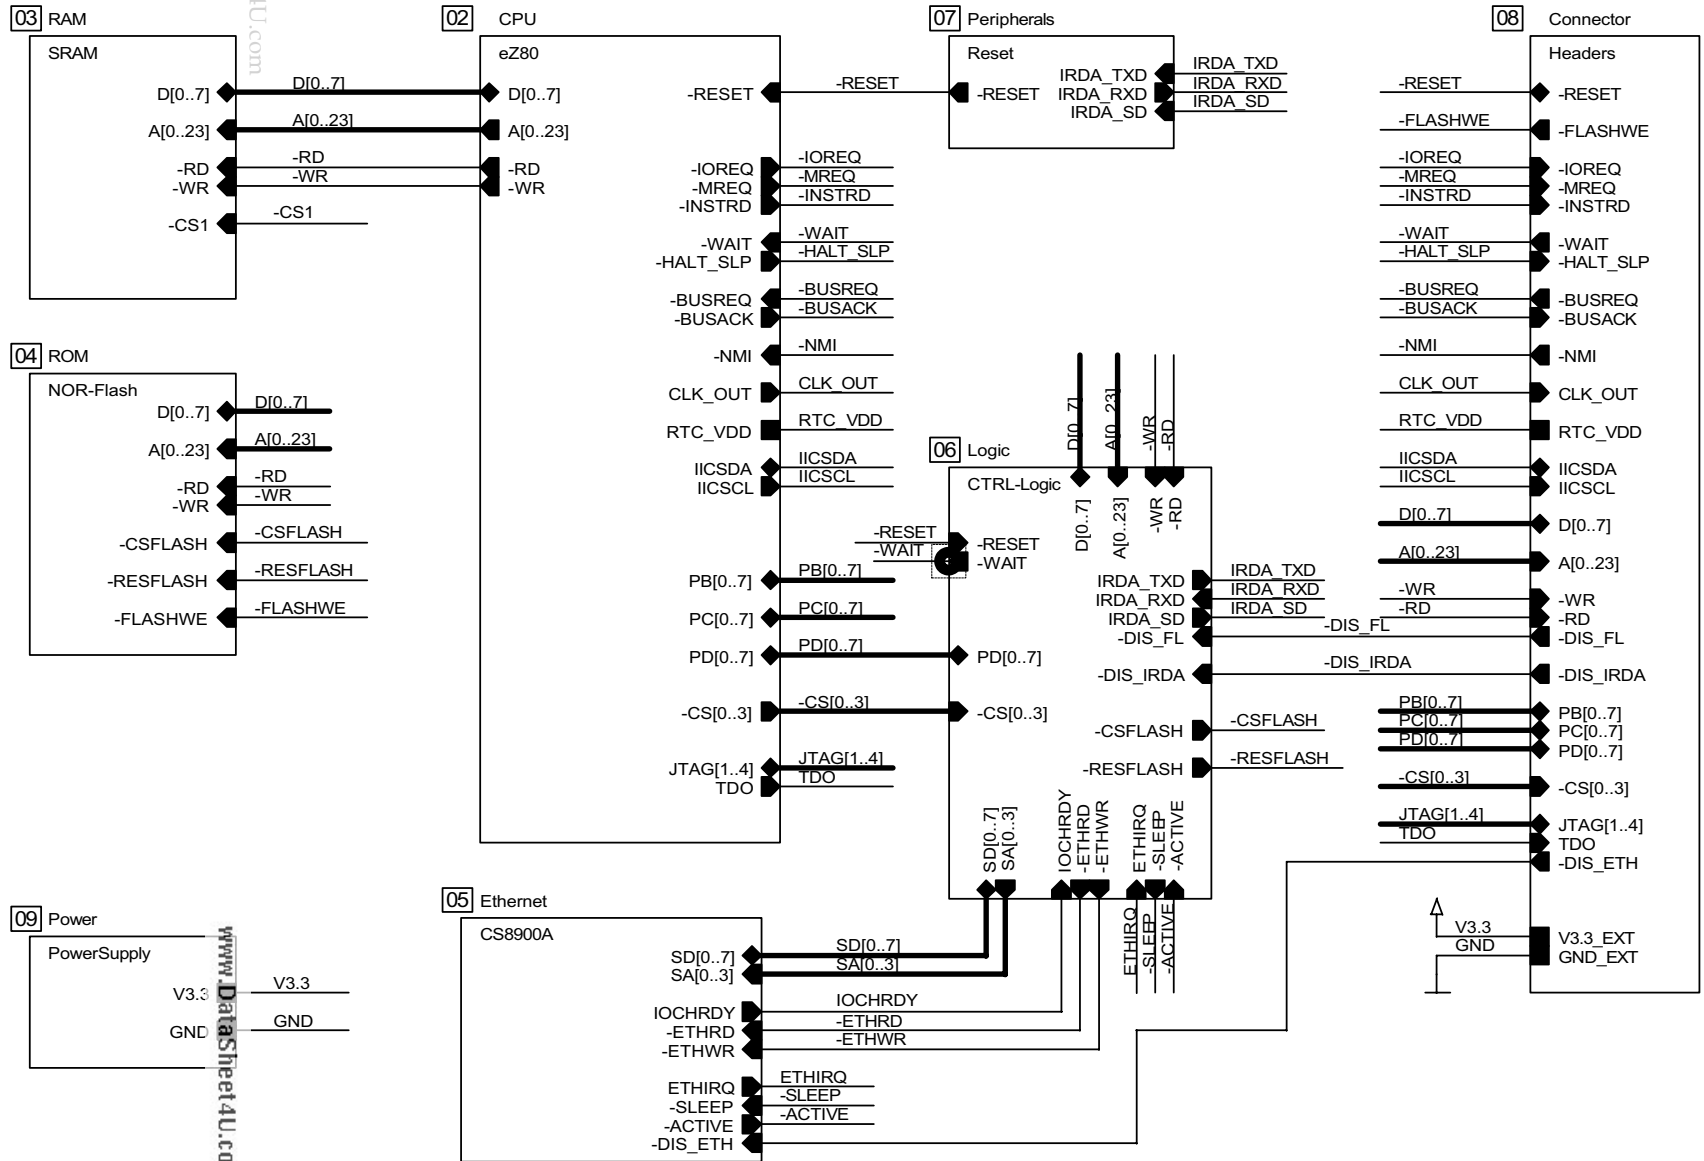 03 RAM
SRAM
D[0..7] D[0..7]
A[0..23] A[0..23]
-RD -RD
-WR -WR
-CS1 -CS1
04 ROM
NOR-Flash
D[0..7] D[0..7]
A[0..23] A[0..23]
-RD -RD
-WR -WR
-CSFLASH -CSFLASH
-RESFLASH -RESFLASH
-FLASHWE -FLASHWE
09 Power
PowerSupply
V3.3 V3.3
GND GND
www.DataSheet4U.co
4U.com
02 CPU
eZ80
D[0..7]
A[0..23]
-RD
-WR
-RESET -RESET
-IOREQ -IOREQ
-MREQ -MREQ
-INSTRD -INSTRD
-WAIT -WAIT
-HALT_SLP -HALT_SLP
-BUSREQ -BUSREQ
-BUSACK -BUSACK
-NMI -NMI
CLK_OUT CLK_OUT
RTC_VDD RTC_VDD
IICSDA IICSDA
IICSCL IICSCL
PB[0..7] PB[0..7]
PC[0..7] PC[0..7]
PD[0..7] PD[0..7]
-CS[0..3] -CS[0..3]
JTAG[1..4] JTAG[1..4]
TDO TDO
05 Ethernet
CS8900A
SD[0..7] SD[0..7]
SA[0..3] SA[0..3]
IOCHRDY IOCHRDY
-ETHRD -ETHRD
-ETHWR -ETHWR
ETHIRQ ETHIRQ
-SLEEP -SLEEP
-ACTIVE -ACTIVE
-DIS_ETH
07 Peripherals
Reset
-RESET
IRDA_TXD IRDA_TXD
IRDA_RXD IRDA_RXD
IRDA_SD IRDA_SD
06 Logic
CTRL-Logic
D[0..7] D[0..7]
A[0..23] A[0..23]
-WR -WR
-RD -RD
-RESET -RESET
-WAIT -WAIT
PD[0..7]
-CS[0..3]
IRDA_TXD IRDA_TXD
IRDA_RXD IRDA_RXD
IRDA_SD IRDA_SD
-DIS_FL -DIS_FL
-DIS_IRDA -DIS_IRDA
-CSFLASH -CSFLASH
-RESFLASH -RESFLASH
SD[0..7]
SA[0..3]
IOCHRDY
-ETHRD
-ETHWR
ETHIRQ ETHIRQ
-SLEEP -SLEEP
-ACTIVE -ACTIVE
08 Connector
Headers
-RESET -RESET
-FLASHWE -FLASHWE
-IOREQ -IOREQ
-MREQ -MREQ
-INSTRD -INSTRD
-WAIT -WAIT
-HALT_SLP -HALT_SLP
-BUSREQ -BUSREQ
-BUSACK -BUSACK
-NMI -NMI
CLK_OUT CLK_OUT
RTC_VDD RTC_VDD
IICSDA IICSDA
IICSCL IICSCL
D[0..7] D[0..7]
A[0..23] A[0..23]
-WR -WR
-RD -RD
-DIS_FL
-DIS_IRDA
PB[0..7] PB[0..7]
PC[0..7] PC[0..7]
PD[0..7] PD[0..7]
-CS[0..3] -CS[0..3]
JTAG[1..4] JTAG[1..4]
TDO TDO
-DIS_ETH
V3.3 V3.3_EXT
GND GND_EXT